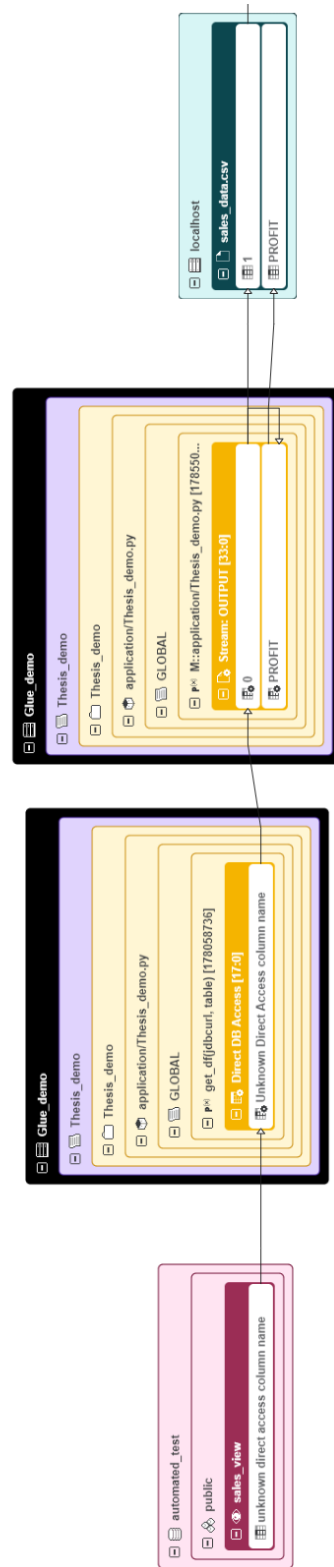 automated_test
public
sales_view
unknown direct access column name
Glue_demo
Thesis_demo
Thesis_demo
application/Thesis_demo.py
GLOBAL
get_df(jdbcurl, table) [178058736]
Direct DB Access [17:0]
Unknown Direct Access column name
Glue_demo
Thesis_demo
Thesis_demo
application/Thesis_demo.py
GLOBAL
M::application/Thesis_demo.py [178550...
Stream: OUTPUT [33:0]
0
PROFIT
localhost
sales_data.csv
1
PROFIT